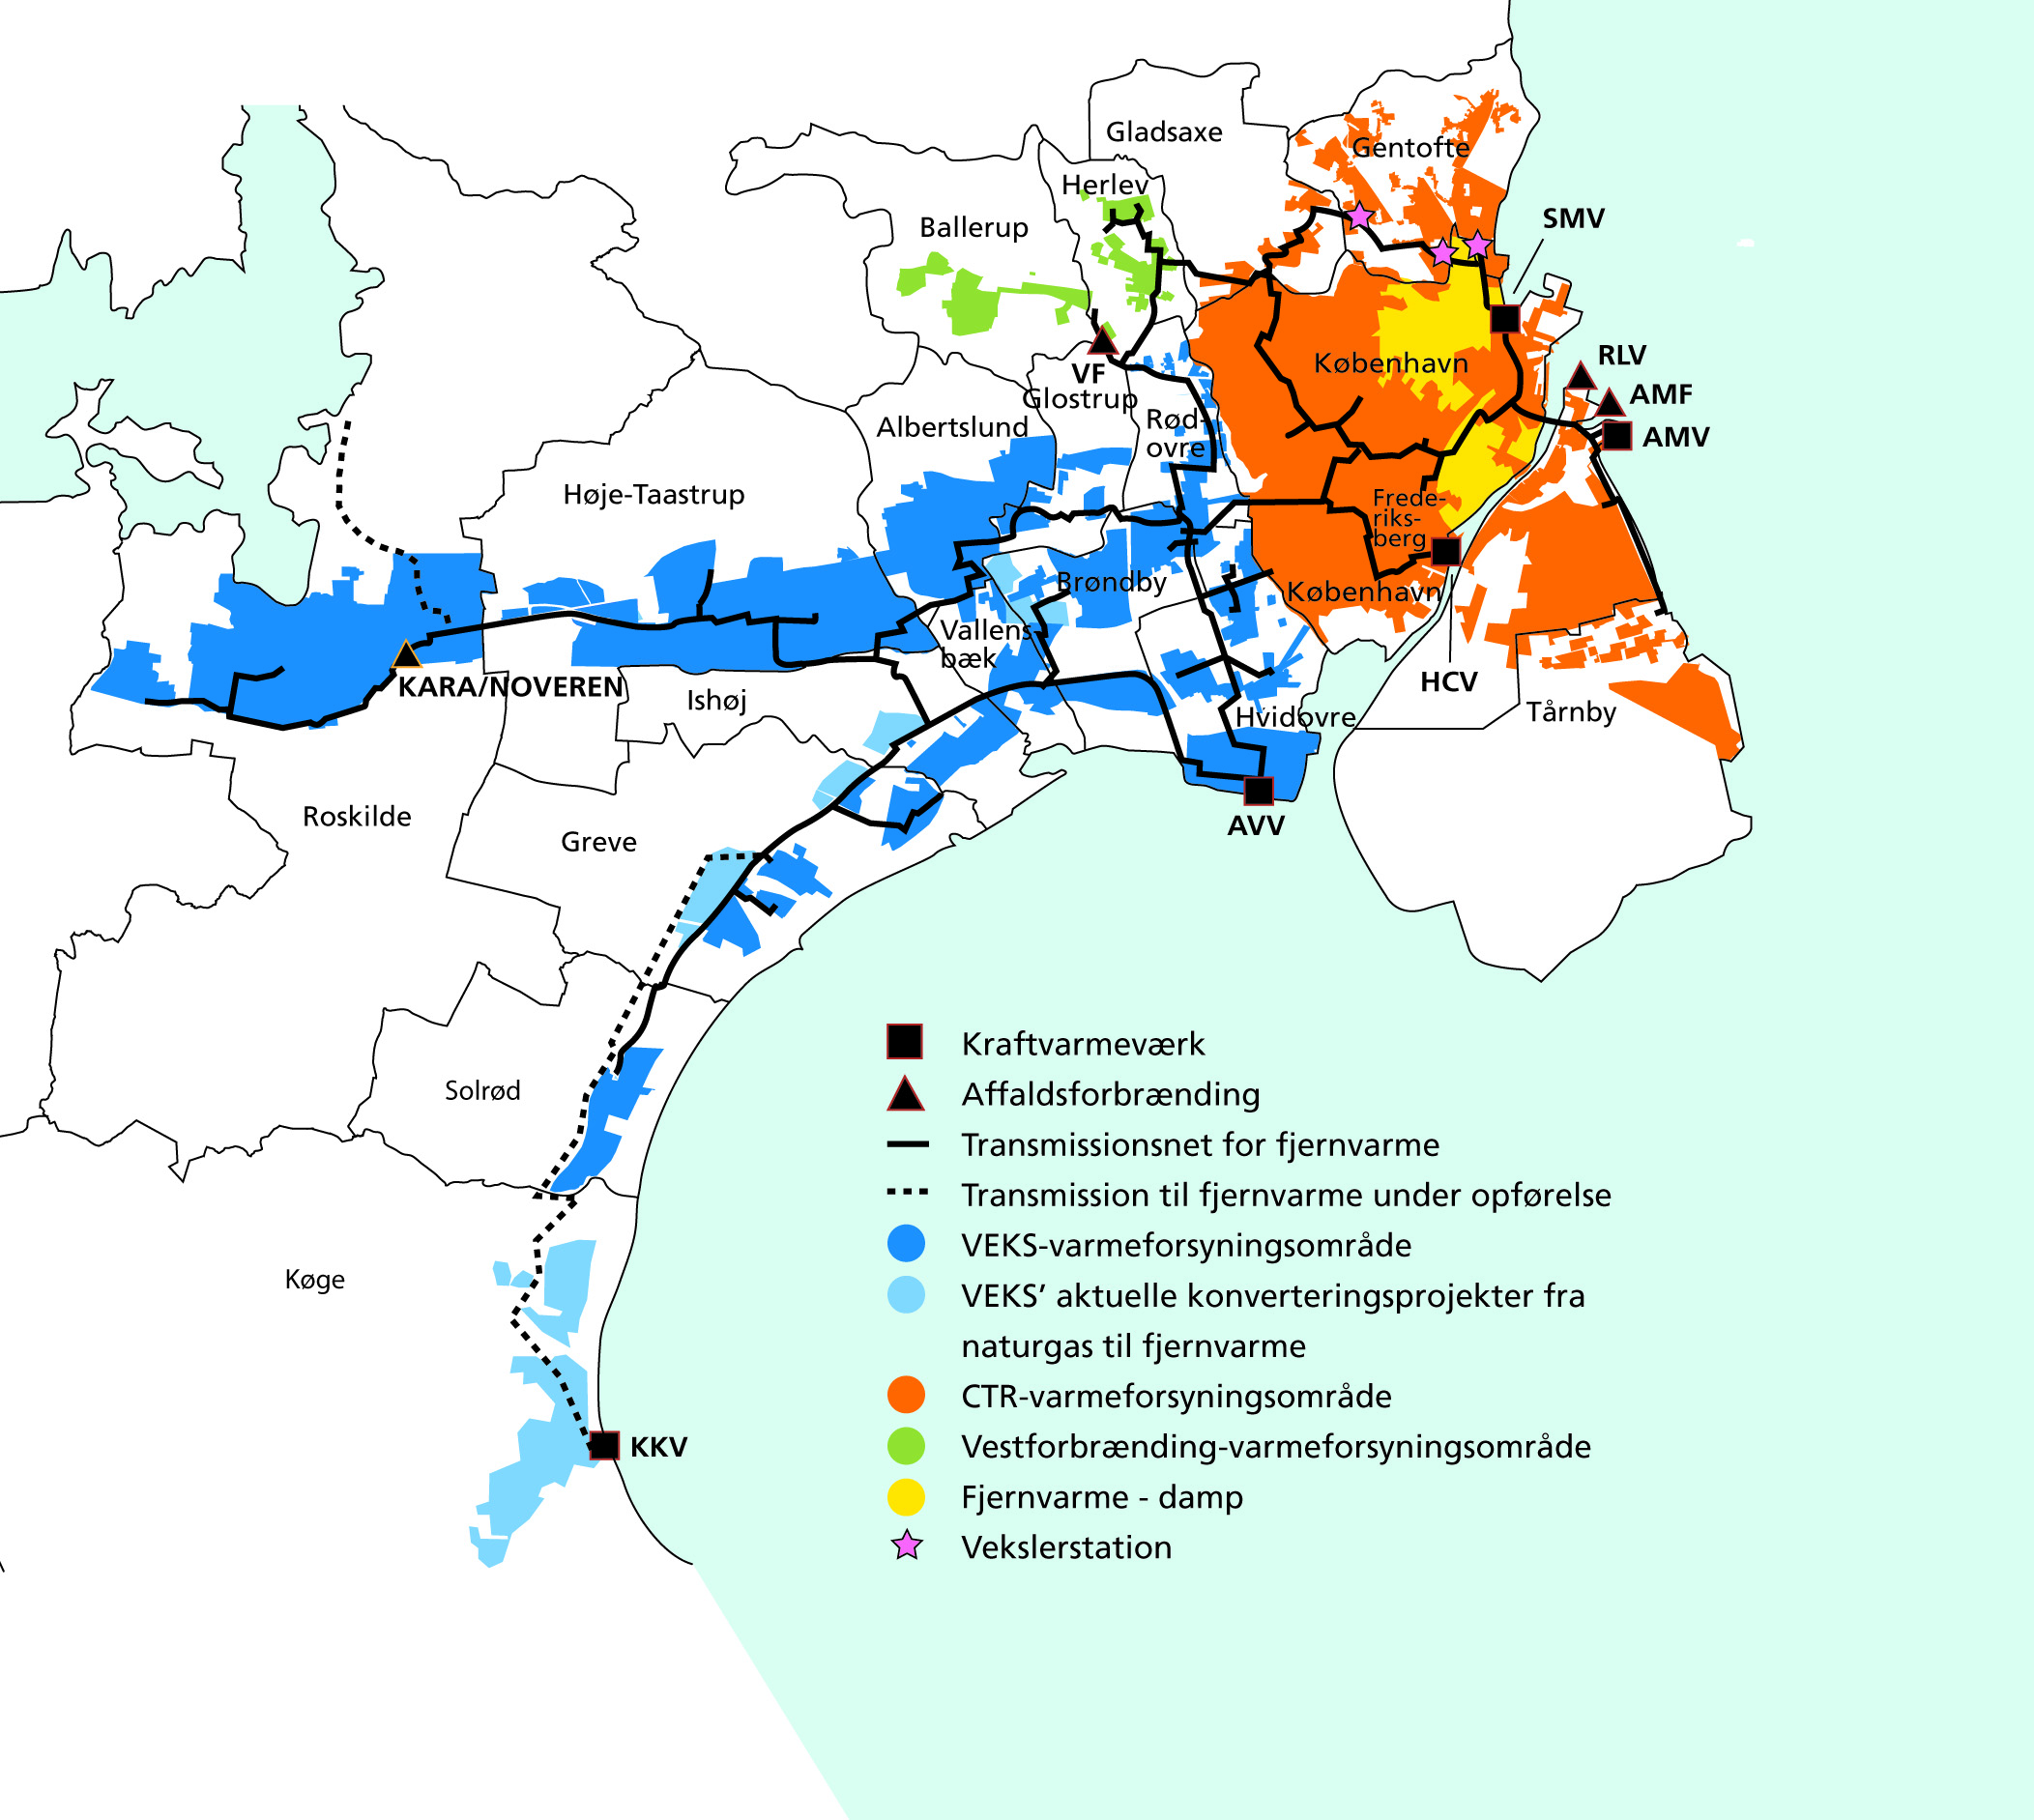 Gladsaxe
Gentofte
Herlev
SMV
Ballerup
RLV
København
VF
AMF
Glostrup
Albertslund
Rød-
ovre
AMV
Høje-Taastrup
Frede-
riks-
berg
Brøndby
København
Vallens-
bæk
KARA/NOVEREN
HCV
Ishøj
Hvidovre
Tårnby
Roskilde
AVV
Greve
Solrød
Køge
KKV
Kraftvarmeværk
Affaldsforbrænding
Transmissionsnet for fjernvarme
Transmission til fjernvarme under opførelse
VEKS-varmeforsyningsområde
VEKS’ aktuelle konverteringsprojekter fra
naturgas til fjernvarme
CTR-varmeforsyningsområde
Vestforbrænding-varmeforsyningsområde
Fjernvarme - damp
Vekslerstation